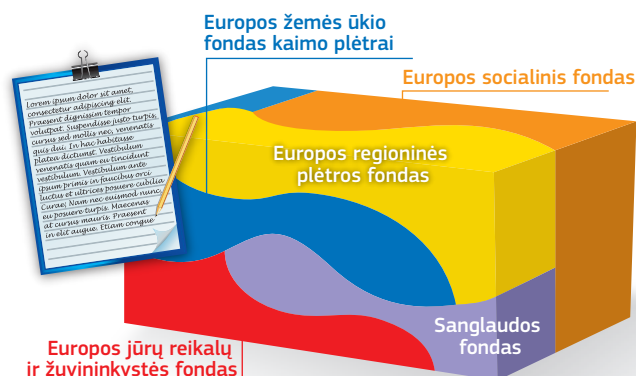 Europos žemės ūkio
fondas kaimo plėtrai
Europos socialinis fondas
Lorem ipsum dolor sit amet,
consectetur adipiscing elit.
Praesent dignissim tempor
volutpat. Suspendisse justo turpis,
cursus sed mollis nec, venenatis
quis dui. In hac habitasse
platea dictumst. Vestibulum
venenatis quam eu tincidunt
vestibulum. Vestibulum ante
ipsum primis in faucibus orci
luctus et ultrices posuere cubilia
Curae; Nam nec euismod nunc,
eu posuere turpis. Maecenas
at cursus mauris. Praesent
in elit augue. Etiam congue
Europos regioninės
plėtros fondas
Sanglaudos
fondas
Europos jūrų reikalų
ir žuvininkystės fondas